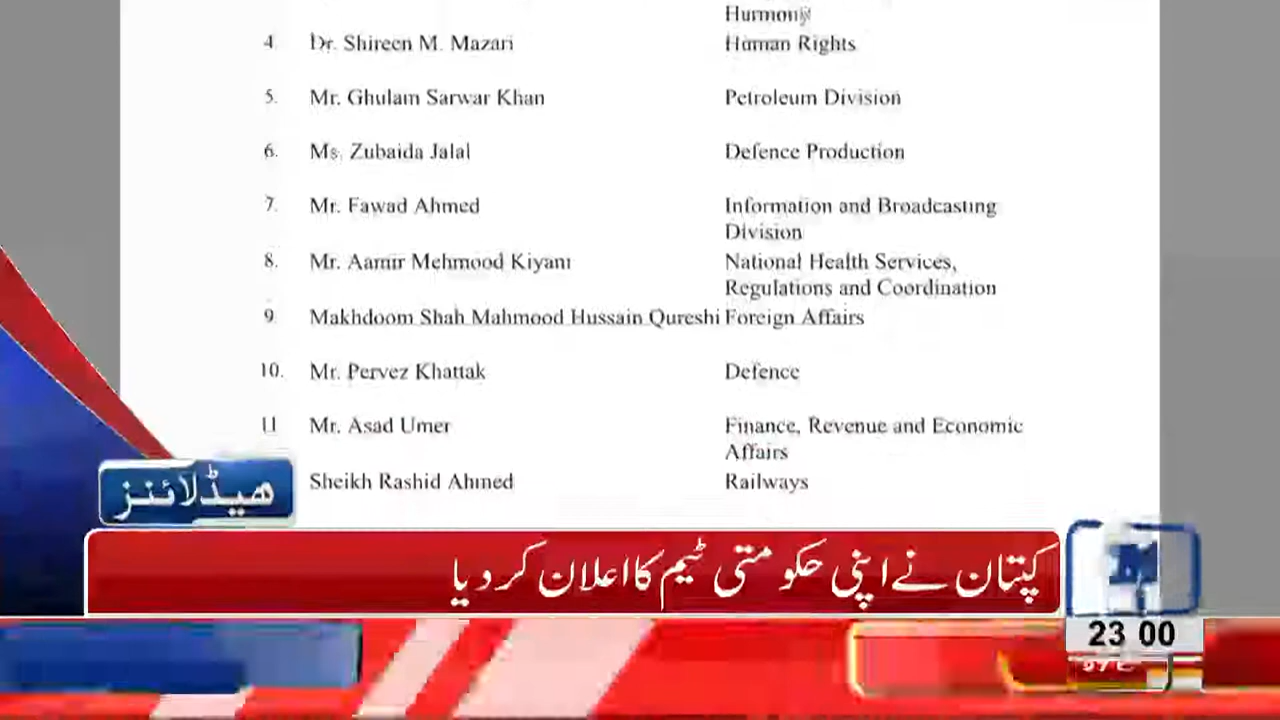 Hurmony
4. Dr. Shireen M. Mazari Human Rights
5. Mr. Ghulam Sarwar Khan Petroleum Division
6. Ms. Zubaida Jalal Defence Production
7. Mr. Fawad Ahmed Information and Broadcasting
Division
8. Mr. Aamir Mehmood Kiyani National Health Services,
Regulations and Coordination
9. Makhdoom Shah Mahmood Hussain Qureshi Foreign Affairs
10. Mr. Pervez Khattak Defence
11 Mr. Asad Umer Finance, Revenue and Economic
Affairs
Sheikh Rashid Ahmed Railways
ہیڈلائنز
کپتان نے اپنی حکومتی ٹیم کا اعلان کر دیا
23 00